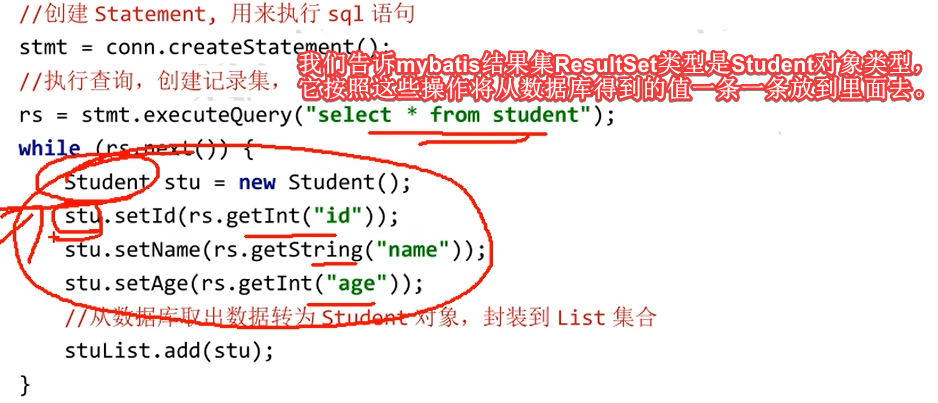 //创建 Statement, 用来执行 sql 语句
stmt = conn.createStatement();
我们告诉mybatis结果集ResultSet类型是Student对象类型，
//执行查询，创建记录集，
它按照这些操作将从数据库得到的值一条一条放到里面去。
rs = stmt.executeQuery("select * from student");
while (rs.next()) {
Student stu = new Student();
stu.setId(rs.getInt("id"));
stu.setName(rs.getString("name"));
stu.setAge(rs.getInt("age"));
//从数据库取出数据转为 Student 对象，封装到 List 集合
stuList.add(stu);
}